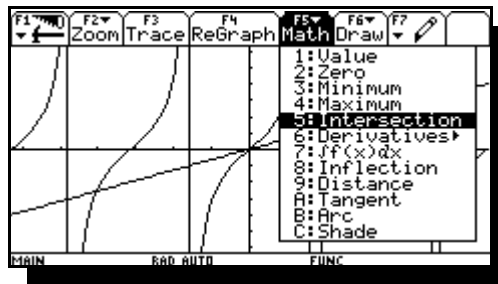 F1 F2 F3 F4 F5 F6 F7
Zoom Trace ReGraph Math Draw
1:Value
2:Zero
3:Minimum
4:Maximum
5:Intersection
6:Derivatives
7:∫f(x)dx
8:Inflection
9:Distance
A:Tangent
B:Arc
C:Shade
MAIN RAD AUTO FUNC